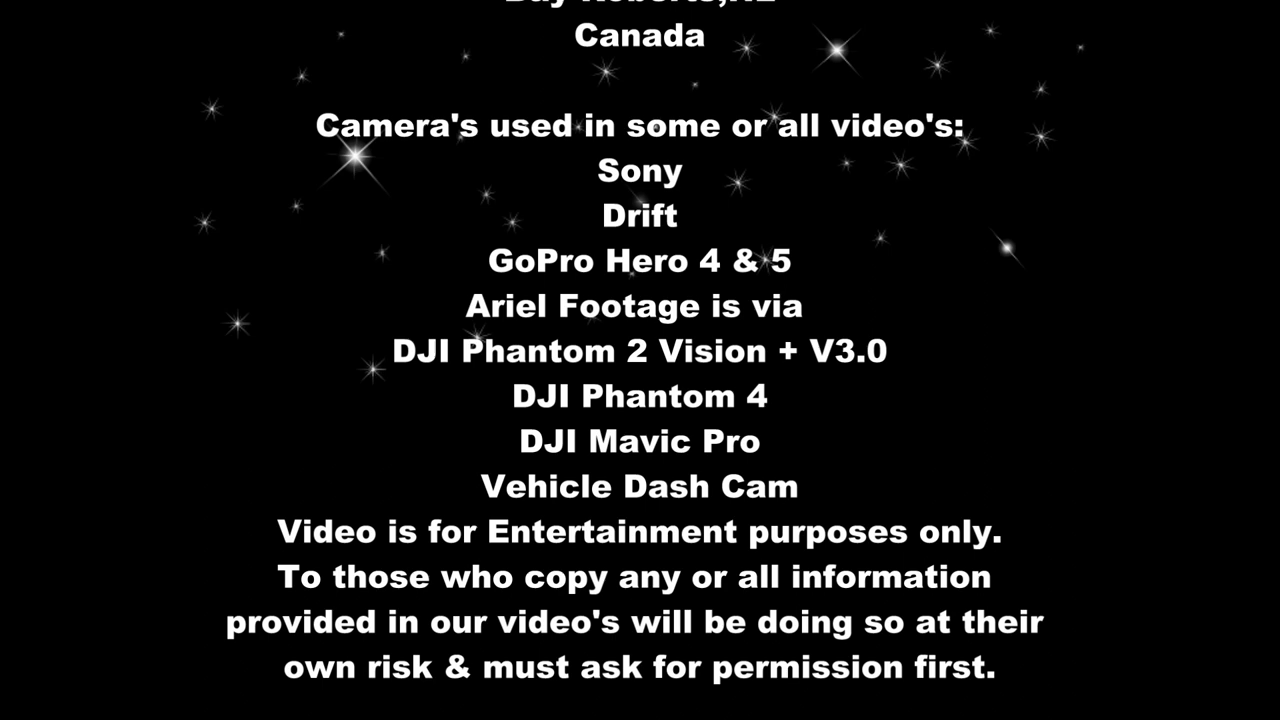 Bay Roberts,NL
Canada
Camera's used in some or all video's:
Sony
Drift
GoPro Hero 4 & 5
Ariel Footage is via
DJI Phantom 2 Vision + V3.0
DJI Phantom 4
DJI Mavic Pro
Vehicle Dash Cam
Video is for Entertainment purposes only.
To those who copy any or all information
provided in our video's will be doing so at their
own risk & must ask for permission first.